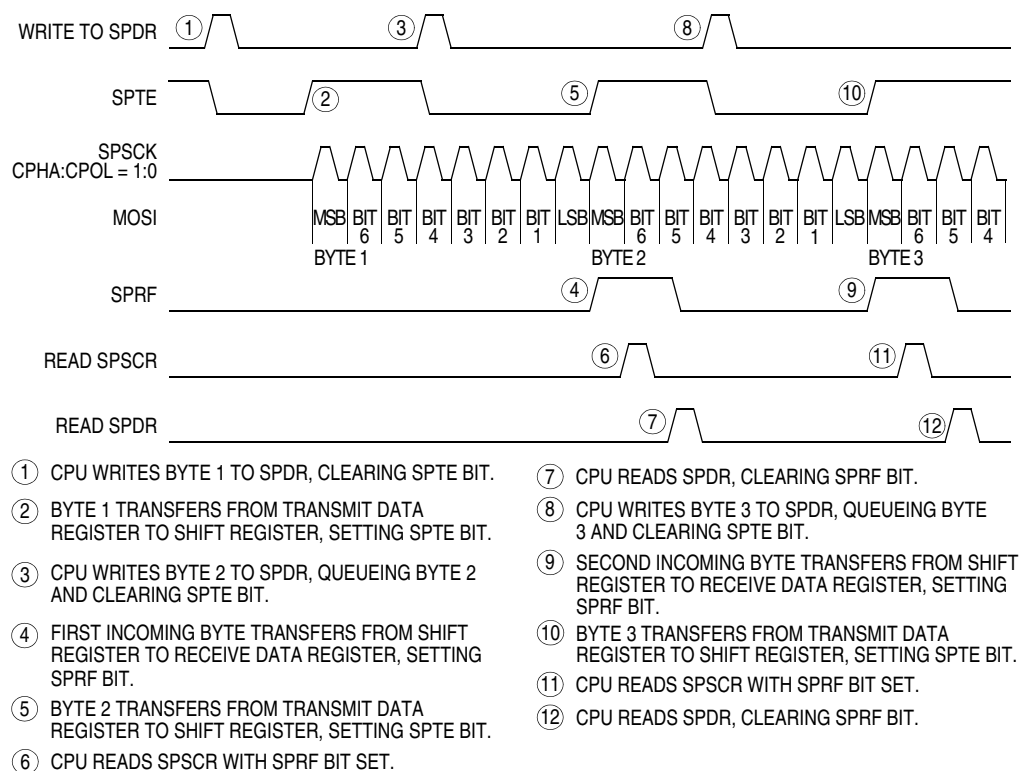 WRITE TO SPDR ① ③ ⑧
SPTE ② ⑤ ⑩
SPSCK
CPHA:CPOL = 1:0
MOSI MSB BIT 6 BIT 5 BIT 4 BIT 3 BIT 2 BIT 1 LSB MSB BIT 6 BIT 5 BIT 4 BIT 3 BIT 2 BIT 1 LSB MSB BIT 6 BIT 5 BIT 4
BYTE 1 BYTE 2 BYTE 3
SPRF ④ ⑨
READ SPSCR ⑥ ⑪
READ SPDR ⑦ ⑫
① CPU WRITES BYTE 1 TO SPDR, CLEARING SPTE BIT.
② BYTE 1 TRANSFERS FROM TRANSMIT DATA
REGISTER TO SHIFT REGISTER, SETTING SPTE BIT.
③ CPU WRITES BYTE 2 TO SPDR, QUEUEING BYTE 2
AND CLEARING SPTE BIT.
④ FIRST INCOMING BYTE TRANSFERS FROM SHIFT
REGISTER TO RECEIVE DATA REGISTER, SETTING
SPRF BIT.
⑤ BYTE 2 TRANSFERS FROM TRANSMIT DATA
REGISTER TO SHIFT REGISTER, SETTING SPTE BIT.
⑥ CPU READS SPSCR WITH SPRF BIT SET.
⑦ CPU READS SPDR, CLEARING SPRF BIT.
⑧ CPU WRITES BYTE 3 TO SPDR, QUEUEING BYTE
3 AND CLEARING SPTE BIT.
⑨ SECOND INCOMING BYTE TRANSFERS FROM SHIFT
REGISTER TO RECEIVE DATA REGISTER, SETTING
SPRF BIT.
⑩ BYTE 3 TRANSFERS FROM TRANSMIT DATA
REGISTER TO SHIFT REGISTER, SETTING SPTE BIT.
⑪ CPU READS SPSCR WITH SPRF BIT SET.
⑫ CPU READS SPDR, CLEARING SPRF BIT.